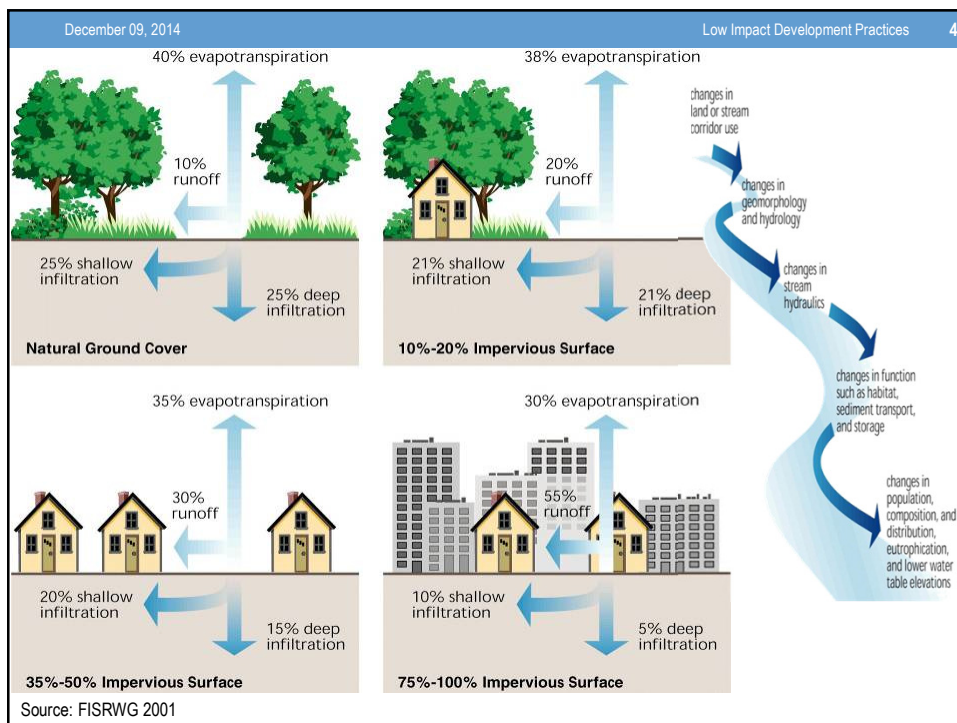 December 09, 2014
Low Impact Development Practices
4
40% evapotranspiration
10%
runoff
25% shallow
infiltration
25% deep
infiltration
Natural Ground Cover
38% evapotranspiration
20%
runoff
21% shallow
infiltration
21% deep
infiltration
10%-20% Impervious Surface
35% evapotranspiration
30%
runoff
20% shallow
infiltration
15% deep
infiltration
35%-50% Impervious Surface
30% evapotranspiration
55%
runoff
10% shallow
infiltration
5% deep
infiltration
75%-100% Impervious Surface
changes in
land or stream
corridor use
changes in
geomorphology
and hydrology
changes in
stream
hydraulics
changes in function
such as habitat,
sediment transport,
and storage
changes in
population,
composition, and
distribution,
eutrophication,
and lower water
table elevations
Source: FISRWG 2001